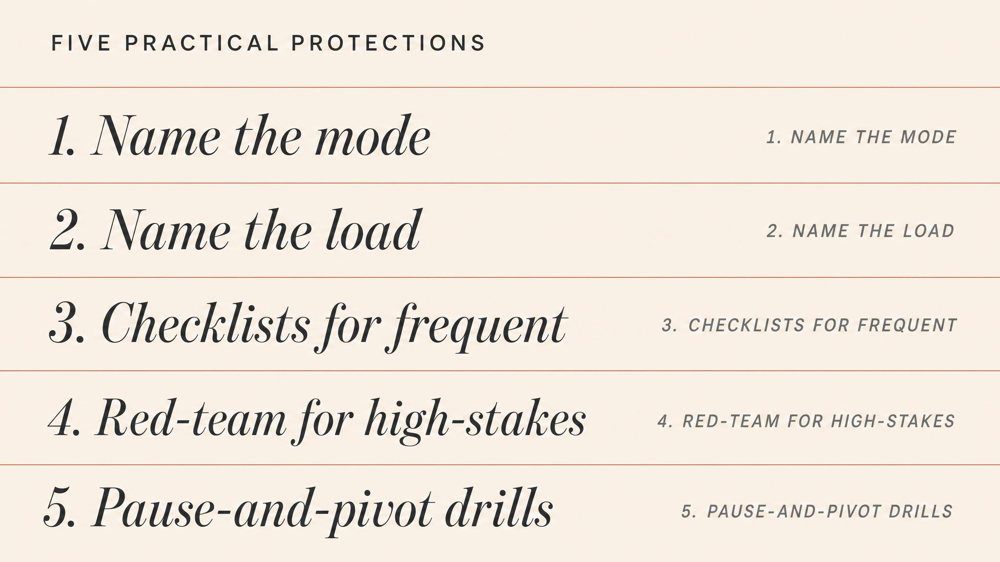 FIVE PRACTICAL PROTECTIONS
1. Name the mode
1. NAME THE MODE
2. Name the load
2. NAME THE LOAD
3. Checklists for frequent
3. CHECKLISTS FOR FREQUENT
4. Red-team for high-stakes
4. RED-TEAM FOR HIGH-STAKES
5. Pause-and-pivot drills
5. PAUSE-AND-PIVOT DRILLS